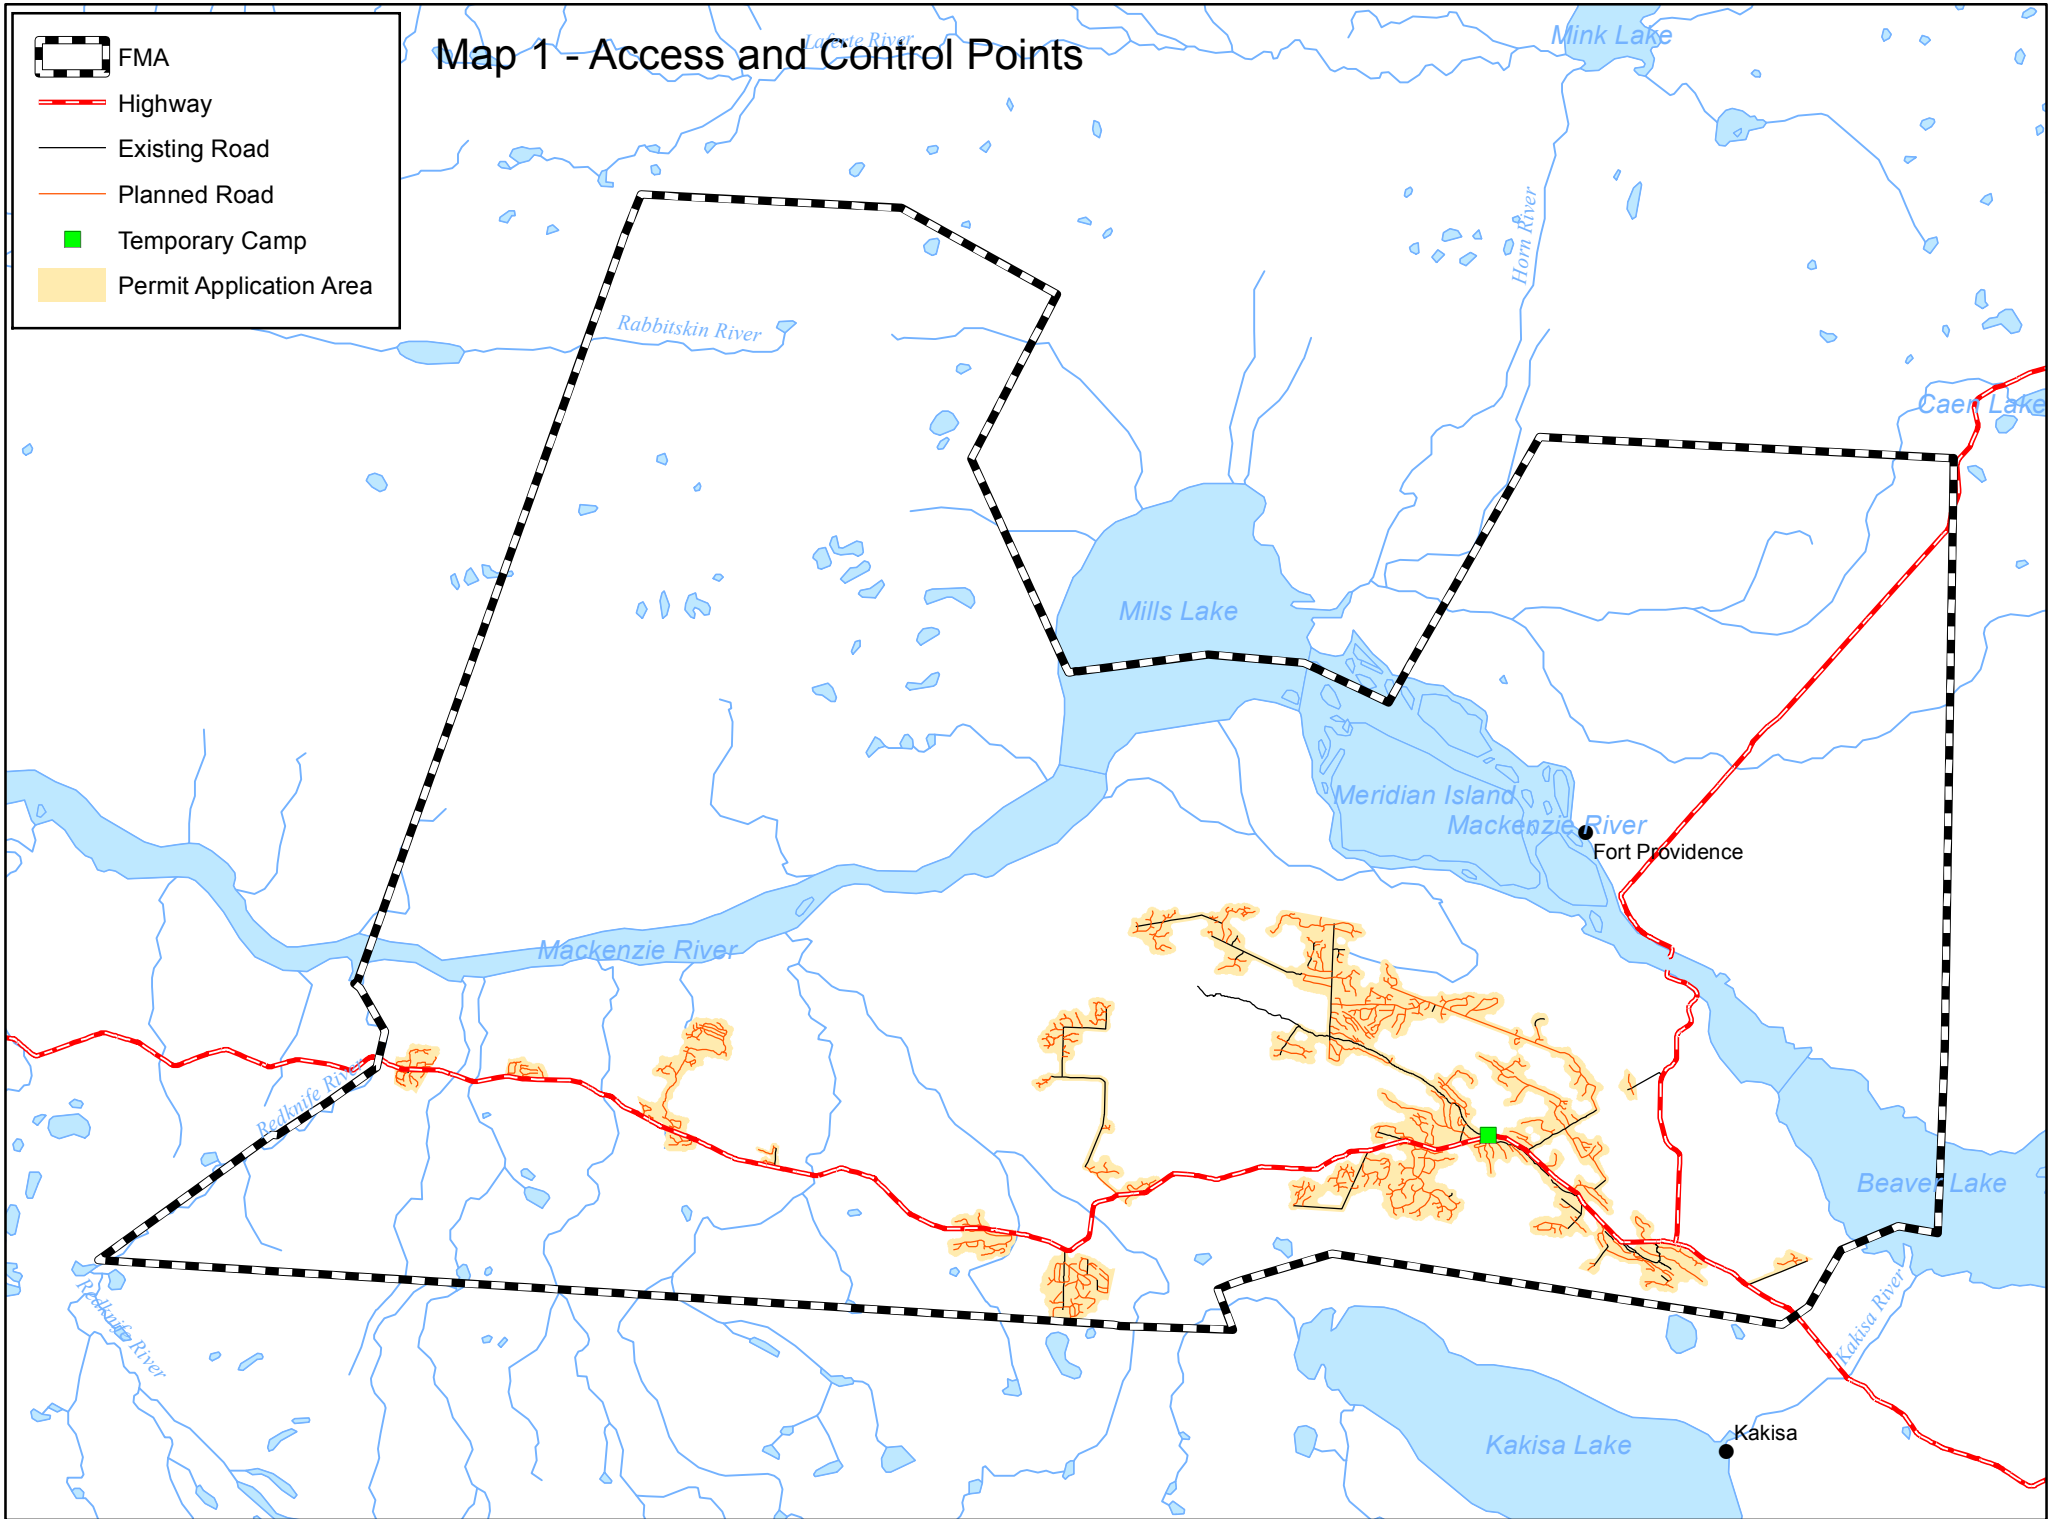 Map 1 - Access and Control Points
FMA
Highway
Existing Road
Planned Road
Temporary Camp
Permit Application Area
Laferte River
Mink Lake
Horn River
Rabbitskin River
Caen Lake
Mills Lake
Meridian Island
Mackenzie River
Fort Providence
Mackenzie River
Redknife River
Beaver Lake
Redknife River
Kakisa River
Kakisa
Kakisa Lake